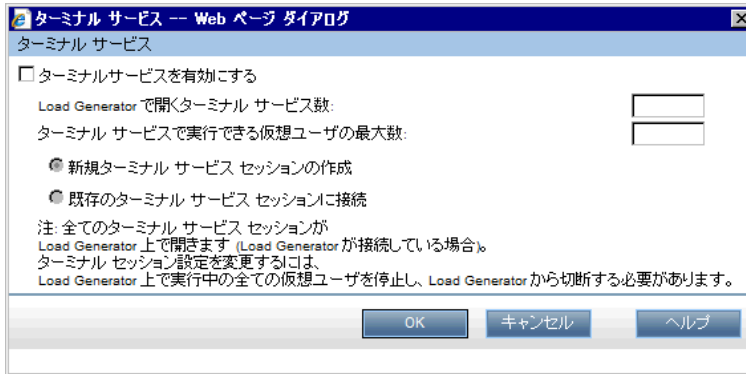 ターミナル サービス -- Web ページ ダイアログ
ターミナル サービス
ターミナルサービスを有効にする
Load Generator で開くターミナル サービス数:
ターミナル サービスで実行できる仮想ユーザの最大数:
新規ターミナル サービス セッションの作成
既存のターミナル サービス セッションに接続
注: 全てのターミナル サービス セッションが
Load Generator 上で開きます (Load Generator が接続している場合)。
ターミナル セッション設定を変更するには、
Load Generator 上で実行中の全ての仮想ユーザを停止し、Load Generator から切断する必要があります。
OK キャンセル ヘルプ